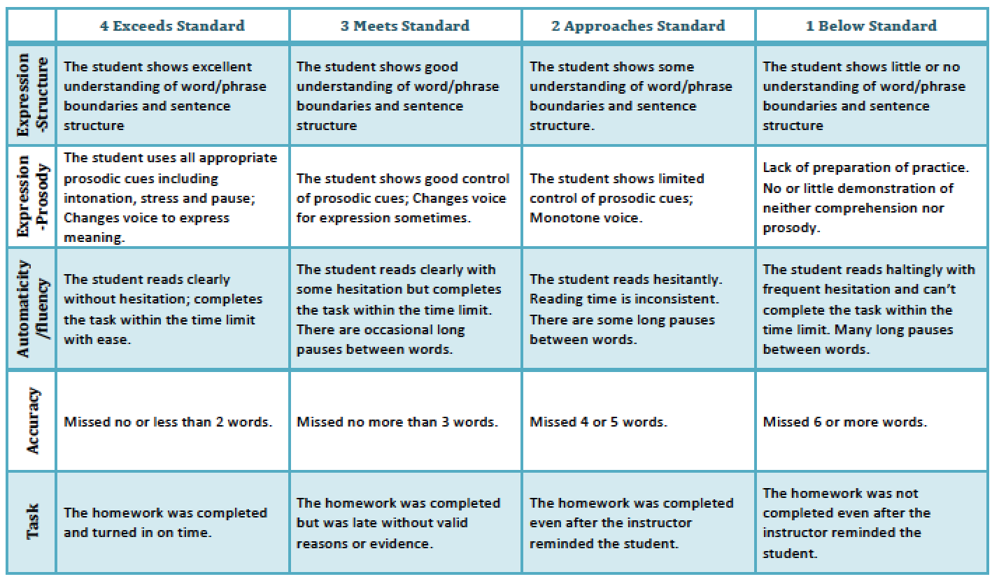 4 Exceeds Standard
3 Meets Standard
2 Approaches Standard
1 Below Standard
Expression
-Structure
The student shows excellent
understanding of word/phrase
boundaries and sentence
structure
The student shows good
understanding of word/phrase
boundaries and sentence
structure
The student shows some
understanding of word/phrase
boundaries and sentence
structure.
The student shows little or no
understanding of word/phrase
boundaries and sentence
structure
Expression
-Prosody
The student uses all appropriate
prosodic cues including
intonation, stress and pause;
Changes voice to express
meaning.
The student shows good control
of prosodic cues; Changes voice
for expression sometimes.
The student shows limited
control of prosodic cues;
Monotone voice.
Lack of preparation of practice.
No or little demonstration of
neither comprehension nor
prosody.
Automaticity
/fluency
The student reads clearly
without hesitation; completes
the task within the time limit
with ease.
The student reads clearly with
some hesitation but completes
the task within the time limit.
There are occasional long
pauses between words.
The student reads hesitantly.
Reading time is inconsistent.
There are some long pauses
between words.
The student reads haltingly with
frequent hesitation and can't
complete the task within the
time limit. Many long pauses
between words.
Accuracy
Missed no or less than 2 words.
Missed no more than 3 words.
Missed 4 or 5 words.
Missed 6 or more words.
Task
The homework was completed
and turned in on time.
The homework was completed
but was late without valid
reasons or evidence.
The homework was completed
even after the instructor
reminded the student.
The homework was not
completed even after the
instructor reminded the
student.